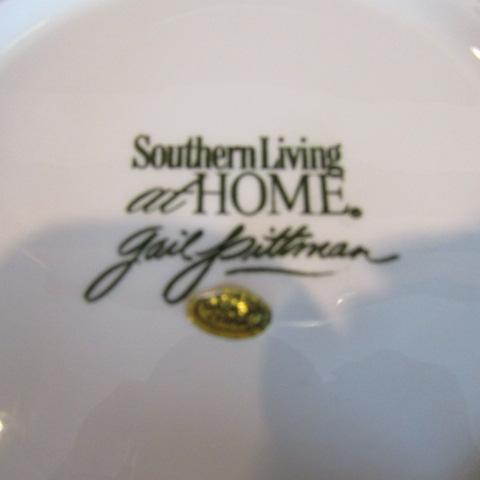 Southern Living
at HOME®
Gail Pittman